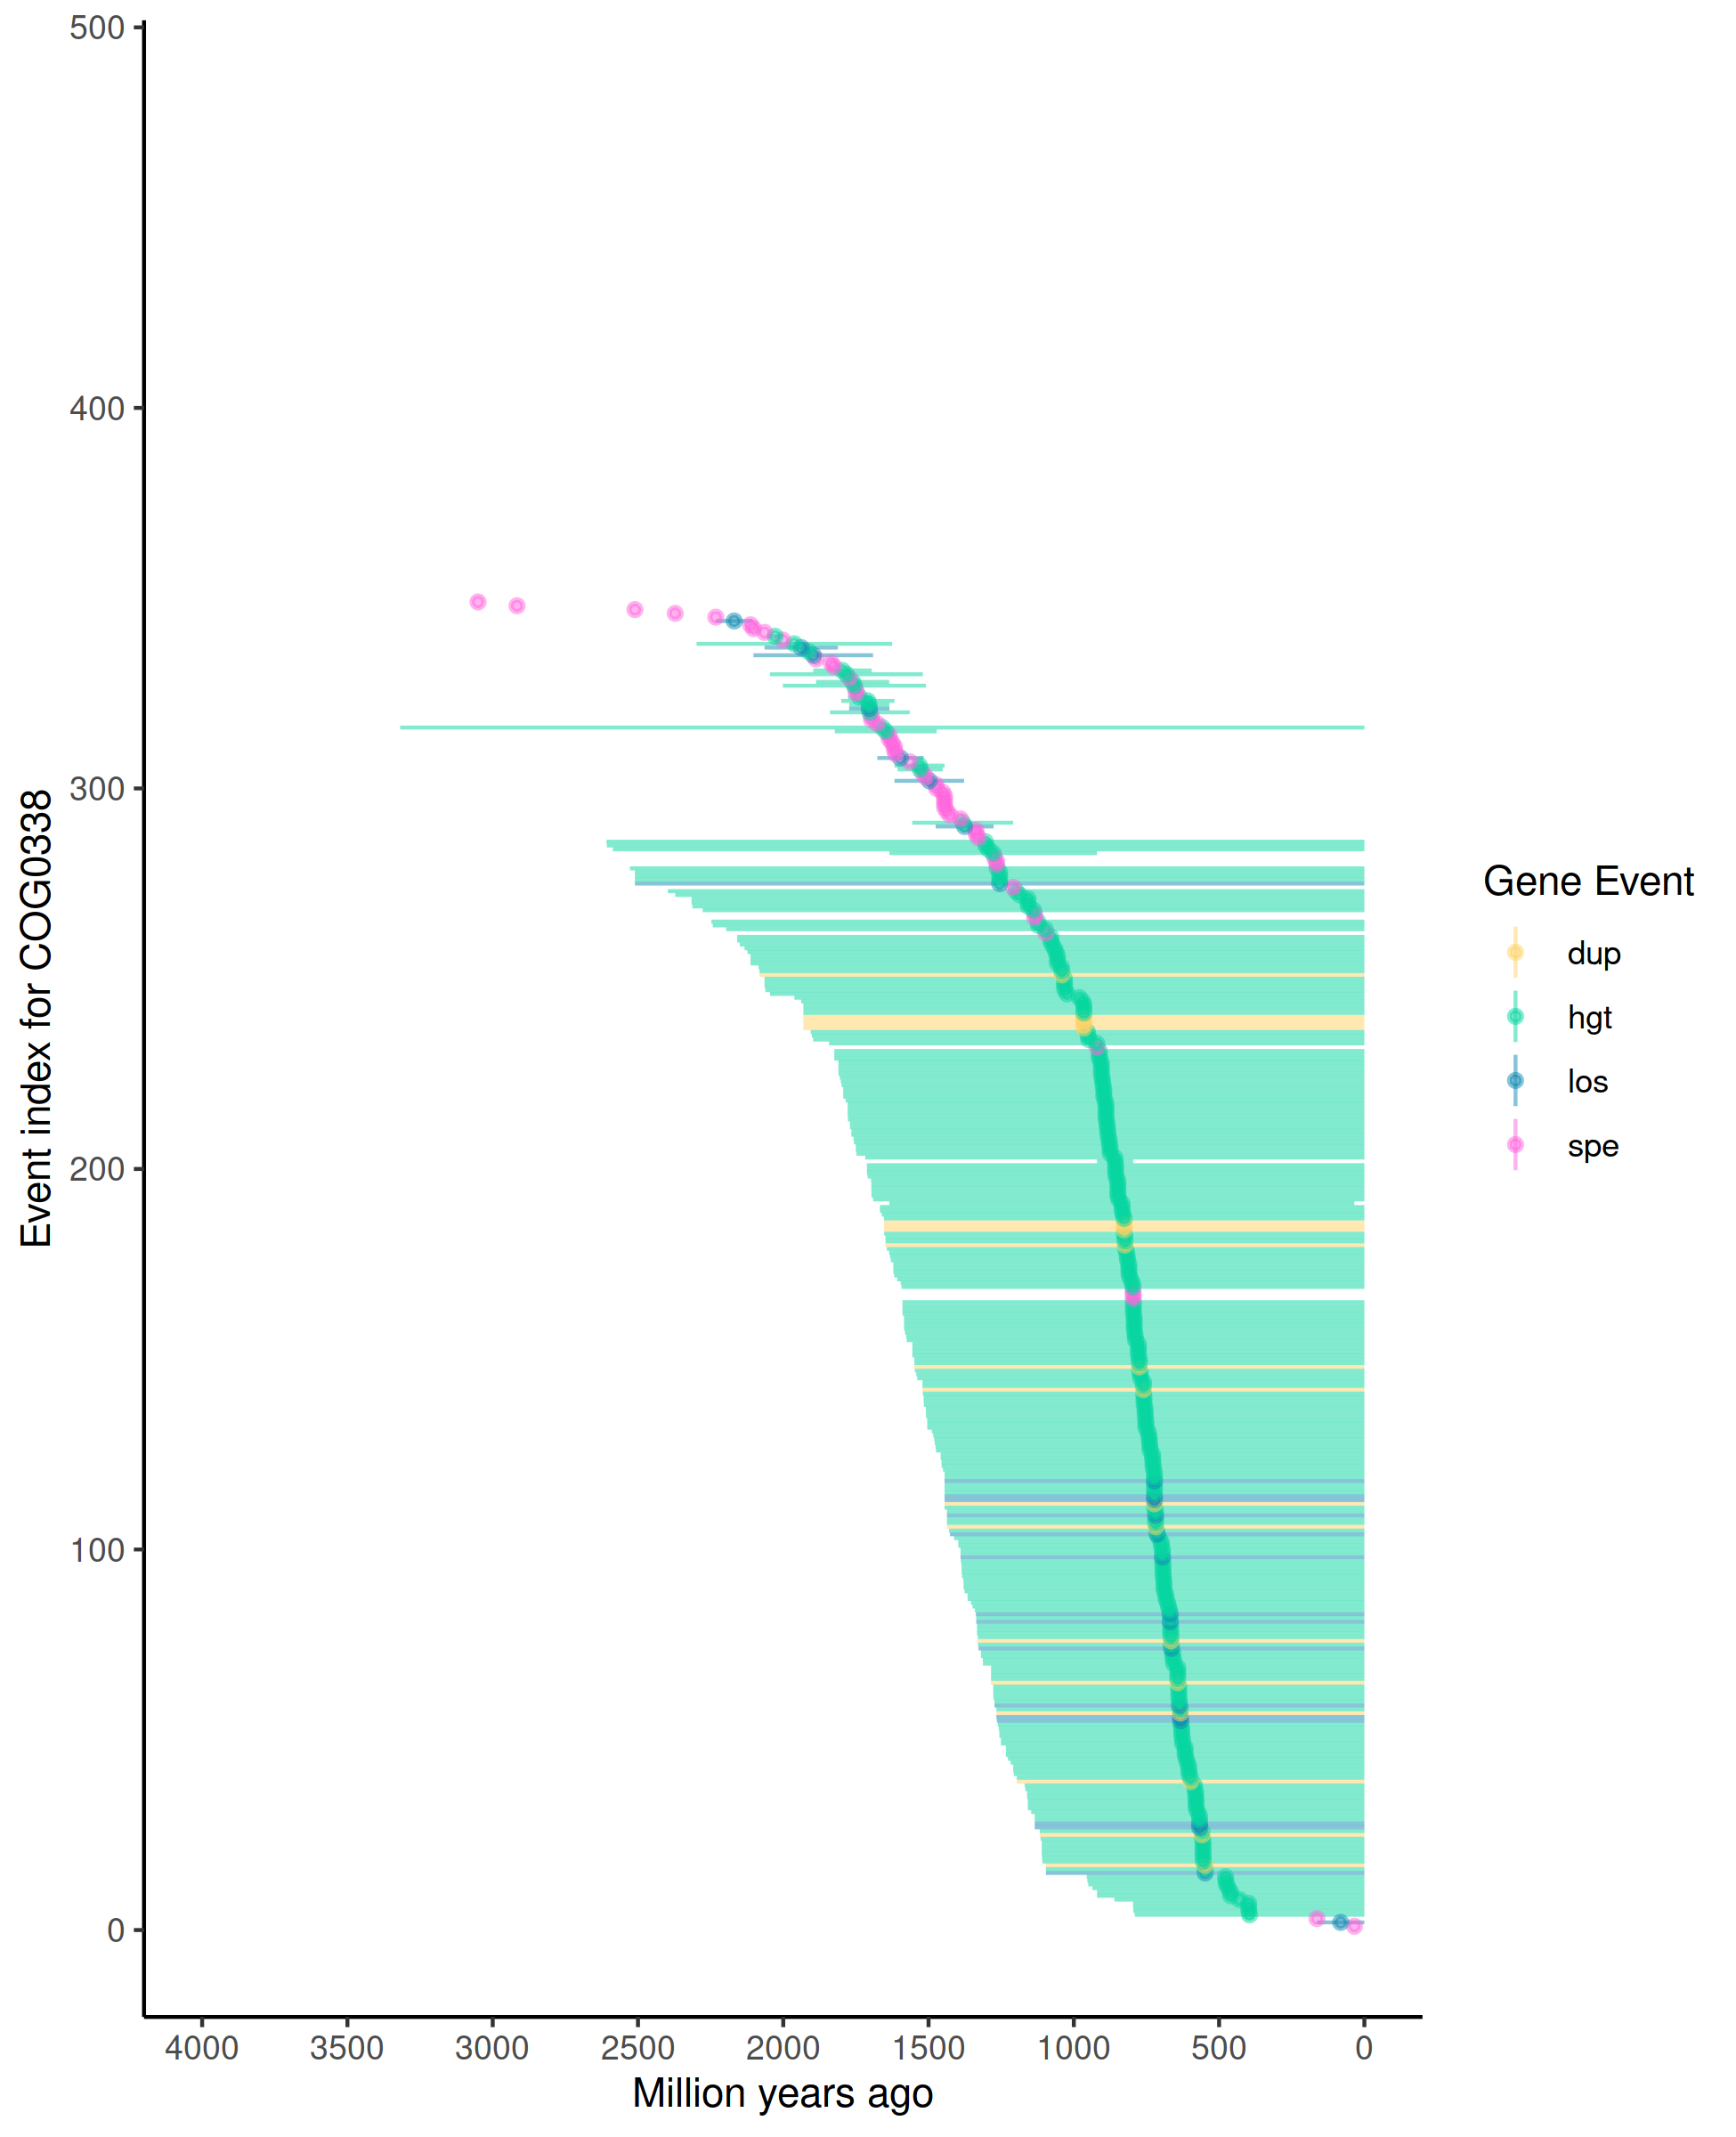 500
400
300
200
100
0
Event index for COG0338
4000 3500 3000 2500 2000 1500 1000 500 0
Million years ago
Gene Event
dup
hgt
los
spe